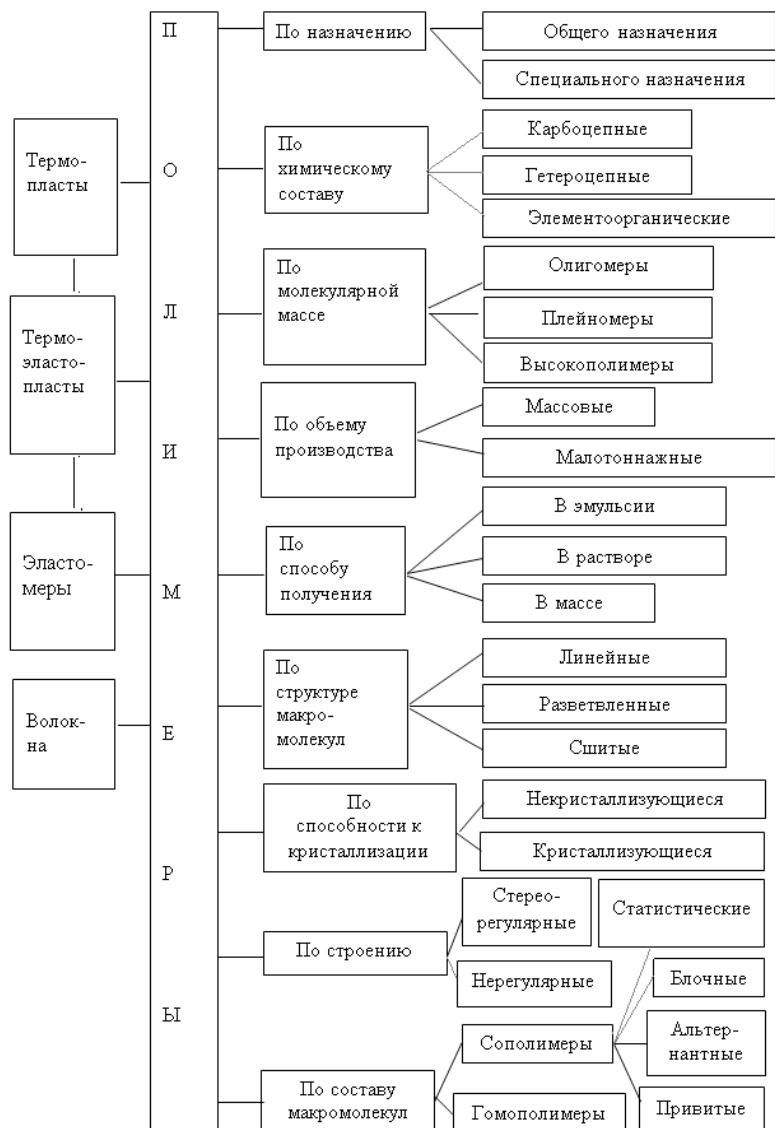 П
О
Л
И
М
Е
Р
Ы
Термо-
пласты
Термо-
эласто-
пласты
Эласто-
меры
Волок-
на
По назначению
Общего назначения
Специального назначения
По
химическому
составу
Карбоцепные
Гетероцепные
Элементоорганические
По
молекулярной
массе
Олигомеры
Плейномеры
Высокополимеры
По объему
производства
Массовые
Малотоннажные
По
способу
получения
В эмульсии
В растворе
В массе
По
структуре
макро-
молекул
Линейные
Разветвленные
Сшитые
По
способности к
кристаллизации
Некристаллизующиеся
Кристаллизующиеся
По строению
Стерео-
регулярные
Нерегулярные
По составу
макромолекул
Сополимеры
Гомополимеры
Статистические
Блочные
Альтер-
нантные
Привитые